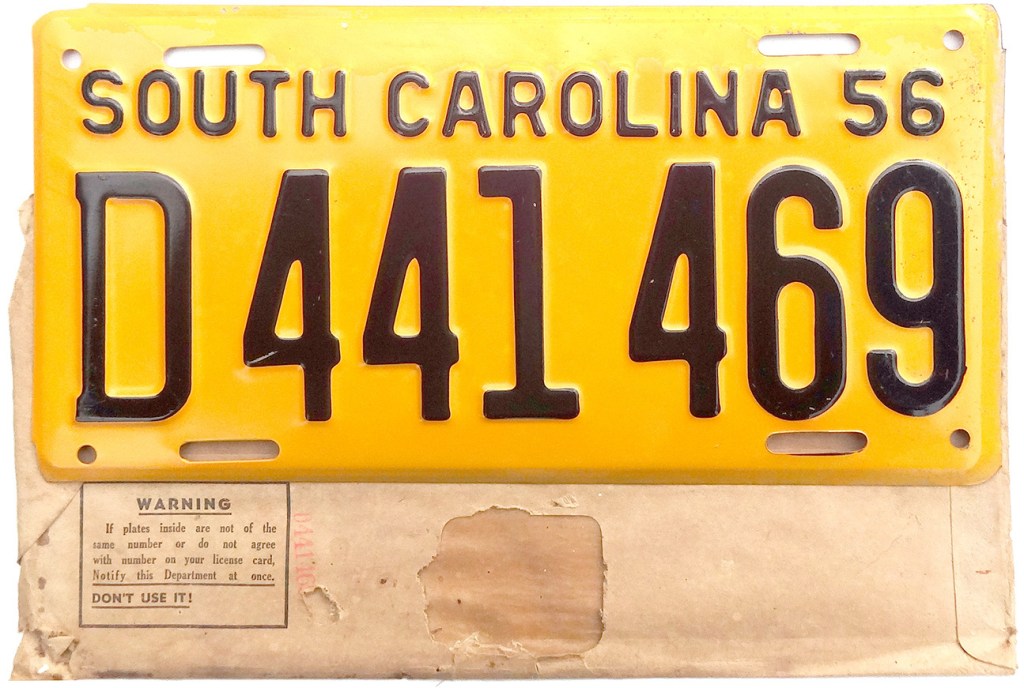 SOUTH CAROLINA 56
D 441 469
WARNING
If plates inside are not of the
same number or do not agree
with number on your license card,
Notify this Department at once.
DON'T USE IT!